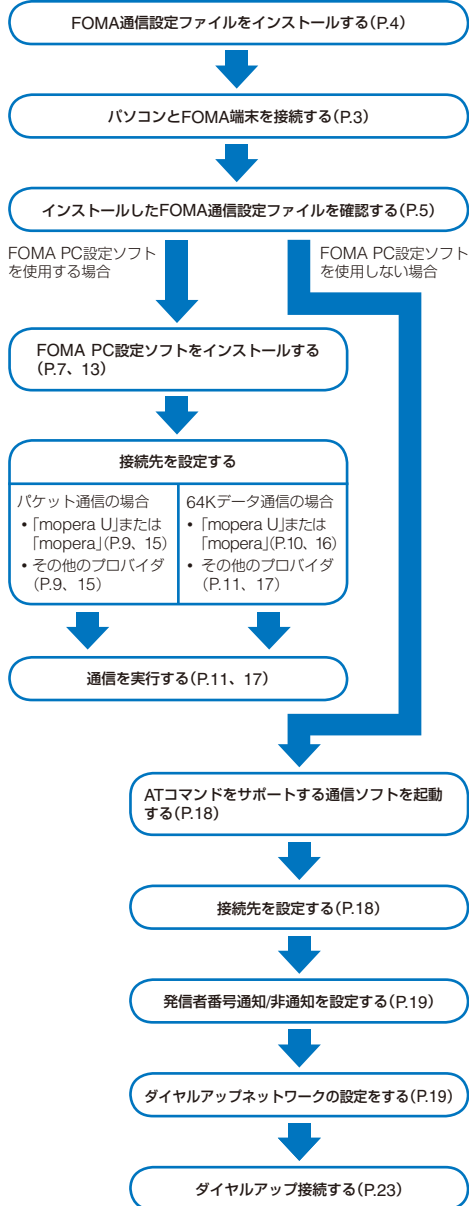 FOMA通信設定ファイルをインストールする(P.4)
パソコンとFOMA端末を接続する(P.3)
インストールしたFOMA通信設定ファイルを確認する(P.5)
FOMA PC設定ソフト
を使用する場合
FOMA PC設定ソフト
を使用しない場合
FOMA PC設定ソフトをインストールする
(P.7、13)
接続先を設定する
パケット通信の場合
・「mopera U」または
「mopera」(P.9、15)
・その他のプロバイダ
(P.9、15)
64Kデータ通信の場合
・「mopera U」または
「mopera」(P.10、16)
・その他のプロバイダ
(P.11、17)
通信を実行する(P.11、17)
ATコマンドをサポートする通信ソフトを起動
する(P.18)
接続先を設定する(P.18)
発信者番号通知/非通知を設定する(P.19)
ダイヤルアップネットワークの設定をする(P.19)
ダイヤルアップ接続する(P.23)